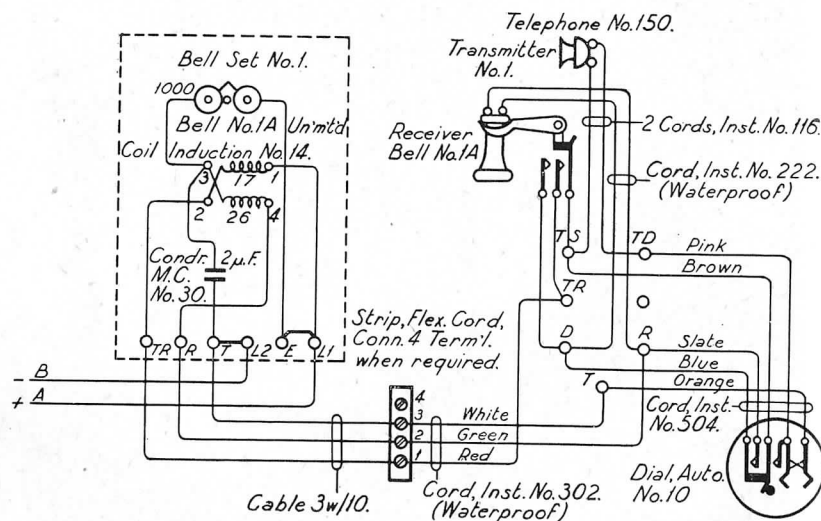 Bell Set No.1.
1000
Bell No.1A Un'mt'd.
Coil Induction No.14.
3
17
1
2
26
4
Condr.
M.C.
No.30.
2µ.F.
TR
R
T
L2
E
L1
B
A
Strip, Flex. Cord,
Conn. 4 Term'l.
when required.
4
3
2
1
White
Green
Red
Cable 3w/10.
Cord, Inst. No.302.
(Waterproof)
Telephone No.150.
Transmitter
No.1.
Receiver
Bell No.1A
2 Cords, Inst. No.116.
Cord, Inst. No.222.
(Waterproof)
TS
TD
Pink
Brown
TR
D
R
Slate
Blue
T
Orange
Cord, Inst.
No.504.
Dial, Auto.
No.10